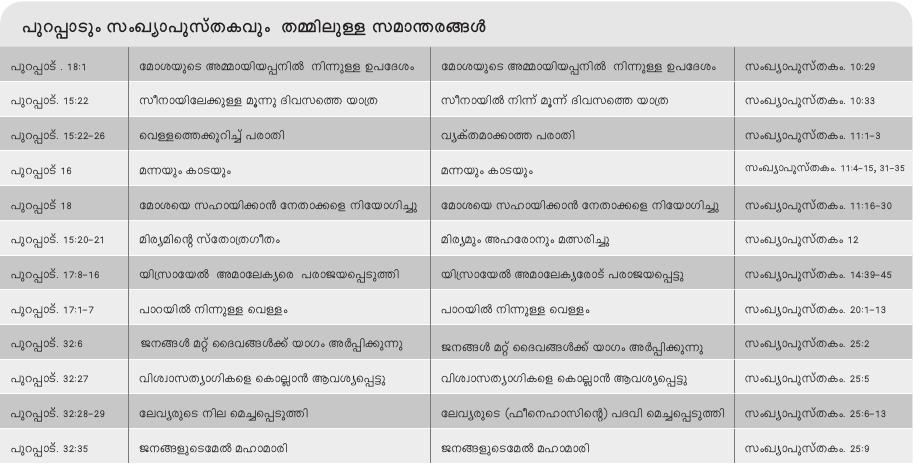 പുറപ്പാടും സംഖ്യാപുസ്തകവും തമ്മിലുള്ള സമാന്തരങ്ങൾ
പുറപ്പാട് . 18:1 മോശയുടെ അമ്മായിയപ്പനിൽ നിന്നുള്ള ഉപദേശം മോശയുടെ അമ്മായിയപ്പനിൽ നിന്നുള്ള ഉപദേശം സംഖ്യാപുസ്തകം. 10:29
പുറപ്പാട്. 15:22 സീനായിലേക്കുള്ള മൂന്നു ദിവസത്തെ യാത്ര സീനായിൽ നിന്ന് മൂന്ന് ദിവസത്തെ യാത്ര സംഖ്യാപുസ്തകം. 10:33
പുറപ്പാട്. 15:22–26 വെള്ളത്തെക്കുറിച്ച് പരാതി വ്യക്തമാക്കാത്ത പരാതി സംഖ്യാപുസ്തകം. 11:1–3
പുറപ്പാട് 16 മന്നയും കാടയും മന്നയും കാടയും സംഖ്യാപുസ്തകം. 11:4–15, 31–35
പുറപ്പാട് 18 മോശയെ സഹായിക്കാൻ നേതാക്കളെ നിയോഗിച്ചു മോശയെ സഹായിക്കാൻ നേതാക്കളെ നിയോഗിച്ചു സംഖ്യാപുസ്തകം. 11:16–30
പുറപ്പാട്. 15:20–21 മിര്യമിന്റെ സ്തോത്രഗീതം മിര്യമും അഹരോനും മത്സരിച്ചു സംഖ്യാപുസ്തകം 12
പുറപ്പാട്. 17:8–16 യിസ്രായേൽ അമാലേക്യരെ പരാജയപ്പെടുത്തി യിസ്രായേൽ അമാലേക്യരോട് പരാജയപ്പെട്ടു സംഖ്യാപുസ്തകം. 14:39–45
പുറപ്പാട്. 17:1–7 പാറയിൽ നിന്നുള്ള വെള്ളം പാറയിൽ നിന്നുള്ള വെള്ളം സംഖ്യാപുസ്തകം. 20:1–13
പുറപ്പാട്. 32:6 ജനങ്ങൾ മറ്റ് ദൈവങ്ങൾക്ക് യാഗം അർപ്പിക്കുന്നു ജനങ്ങൾ മറ്റ് ദൈവങ്ങൾക്ക് യാഗം അർപ്പിക്കുന്നു സംഖ്യാപുസ്തകം. 25:2
പുറപ്പാട്. 32:27 വിശ്വാസത്യാഗികളെ കൊല്ലാൻ ആവശ്യപ്പെട്ടു വിശ്വാസത്യാഗികളെ കൊല്ലാൻ ആവശ്യപ്പെട്ടു സംഖ്യാപുസ്തകം. 25:5
പുറപ്പാട്. 32:28–29 ലേവ്യരുടെ നില മെച്ചപ്പെടുത്തി ലേവ്യരുടെ (ഫീനെഹാസിന്റെ) പദവി മെച്ചപ്പെടുത്തി സംഖ്യാപുസ്തകം. 25:6–13
പുറപ്പാട്. 32:35 ജനങ്ങളുടെമേൽ മഹാമാരി ജനങ്ങളുടെമേൽ മഹാമാരി സംഖ്യാപുസ്തകം. 25:9